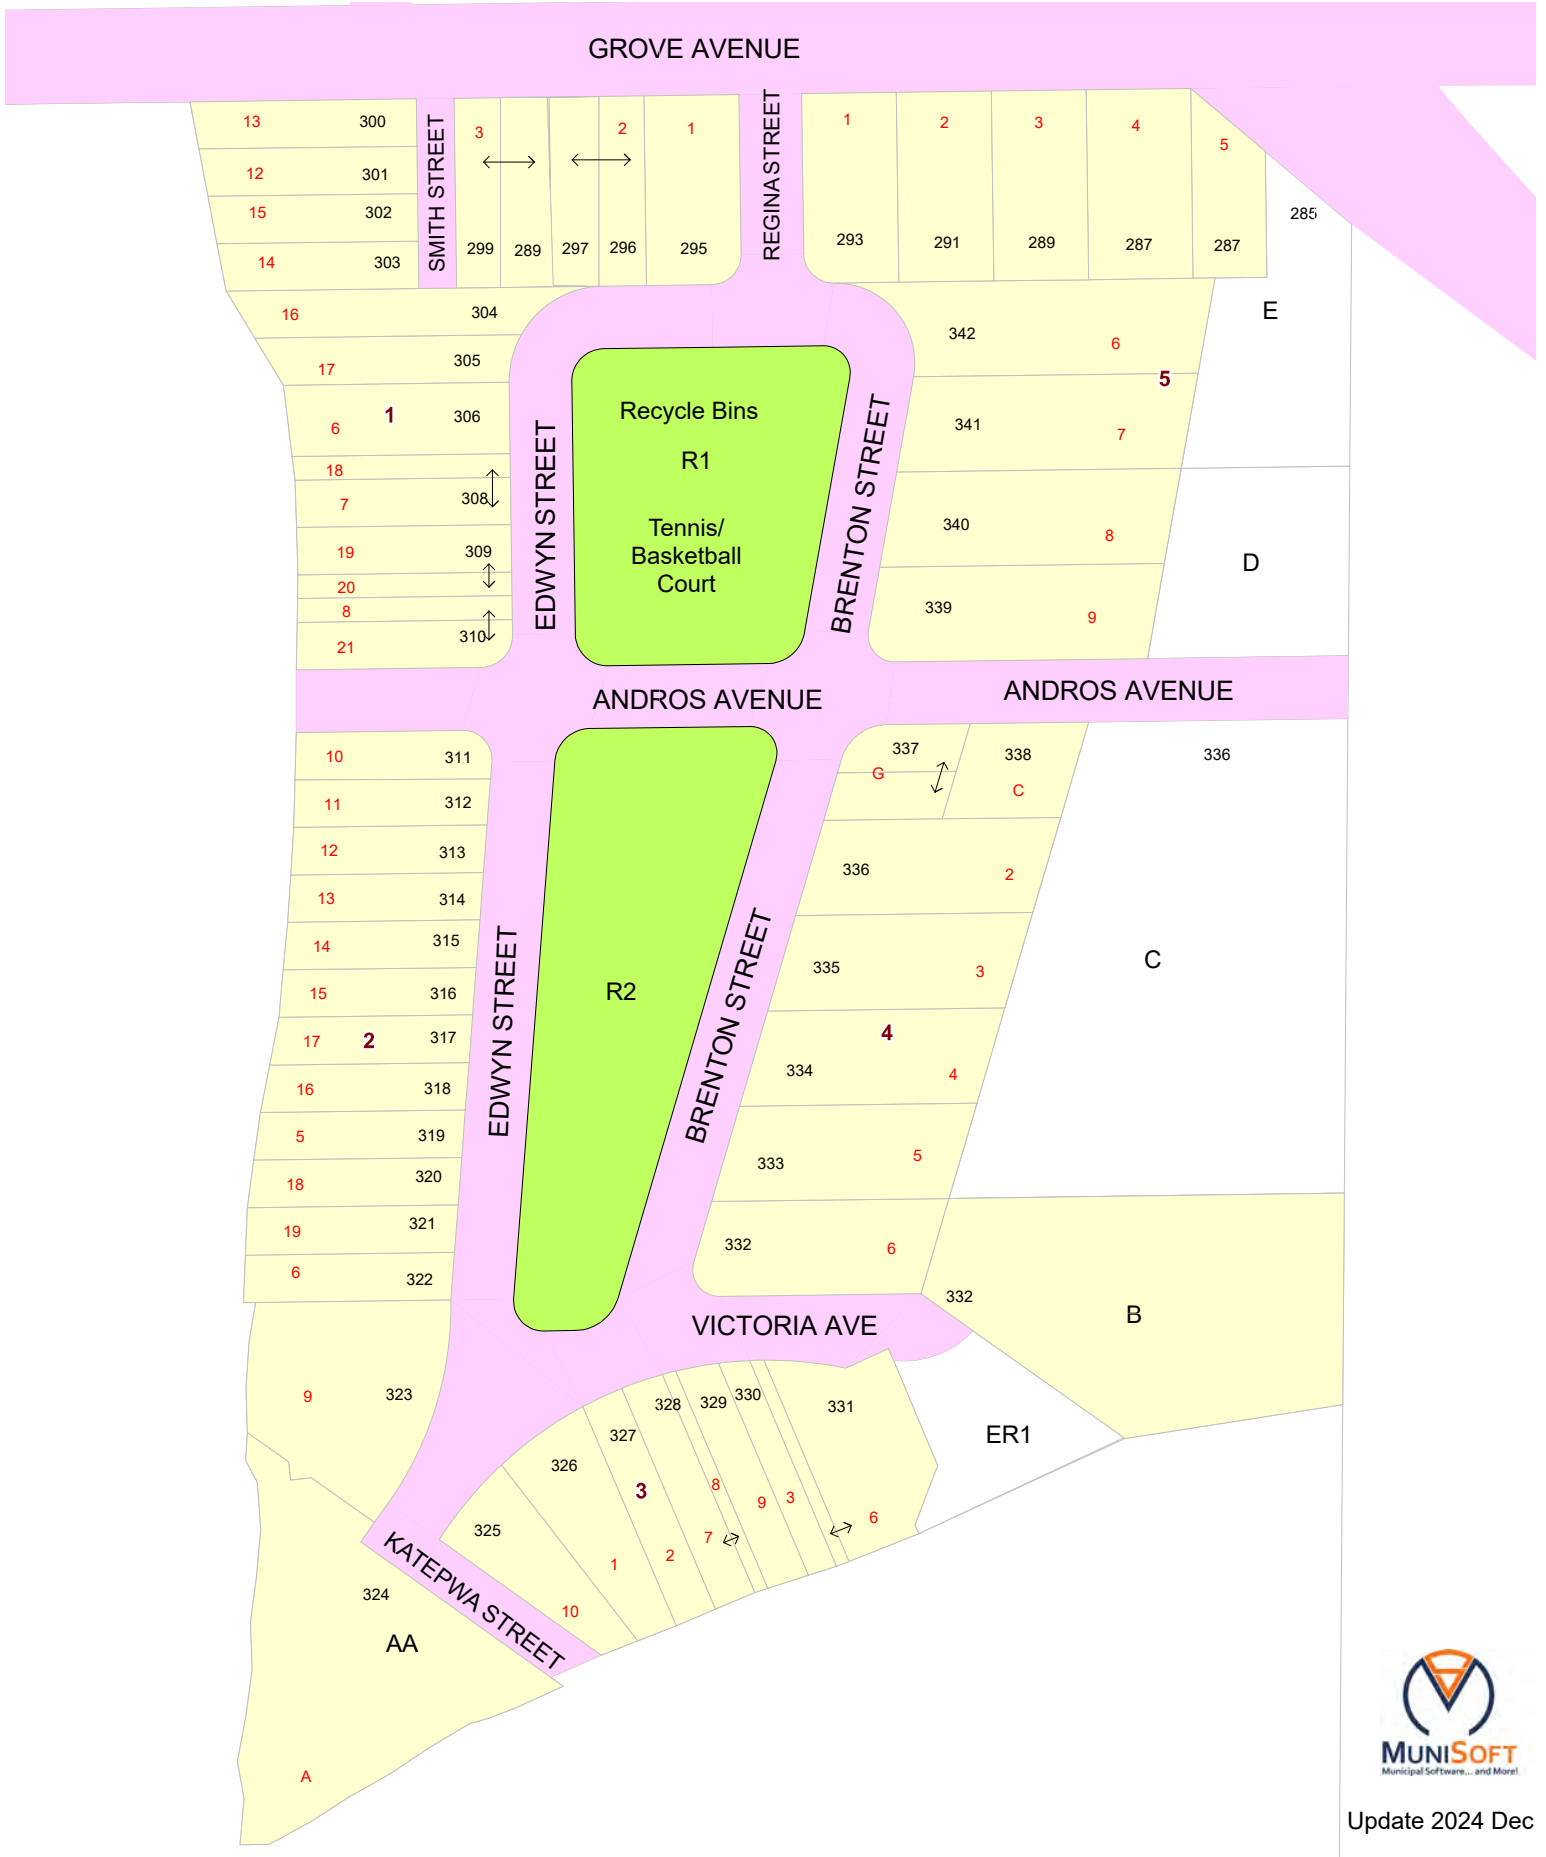 GROVE AVENUE
13 300
12 301
15 302
14 303
SMITH STREET
3
2
1
299
289
297
296
295
REGINA STREET
1
2
3
4
5
293
291
289
287
287
285
E
16 304
17 305
1
6 306
18
7 308
19 309
20
8
21 310
EDWYN STREET
Recycle Bins
R1
Tennis/
Basketball
Court
BRENTON STREET
342 6
5
341 7
340 8
339 9
D
ANDROS AVENUE
ANDROS AVENUE
10 311
11 312
12 313
13 314
14 315
15 316
17 2 317
16 318
5 319
18 320
19 321
6 322
EDWYN STREET
R2
BRENTON STREET
337
G
338
C
336
336 2
335 3
4
334 4
333 5
332 6
C
332
B
VICTORIA AVE
9 323
325
326
327
328
329
330
331
3
10
1
2
7
8
9
3
6
ER1
KATEPWA STREET
324
AA
A
MUNISOFT
Municipal Software... and More!
Update 2024 Dec